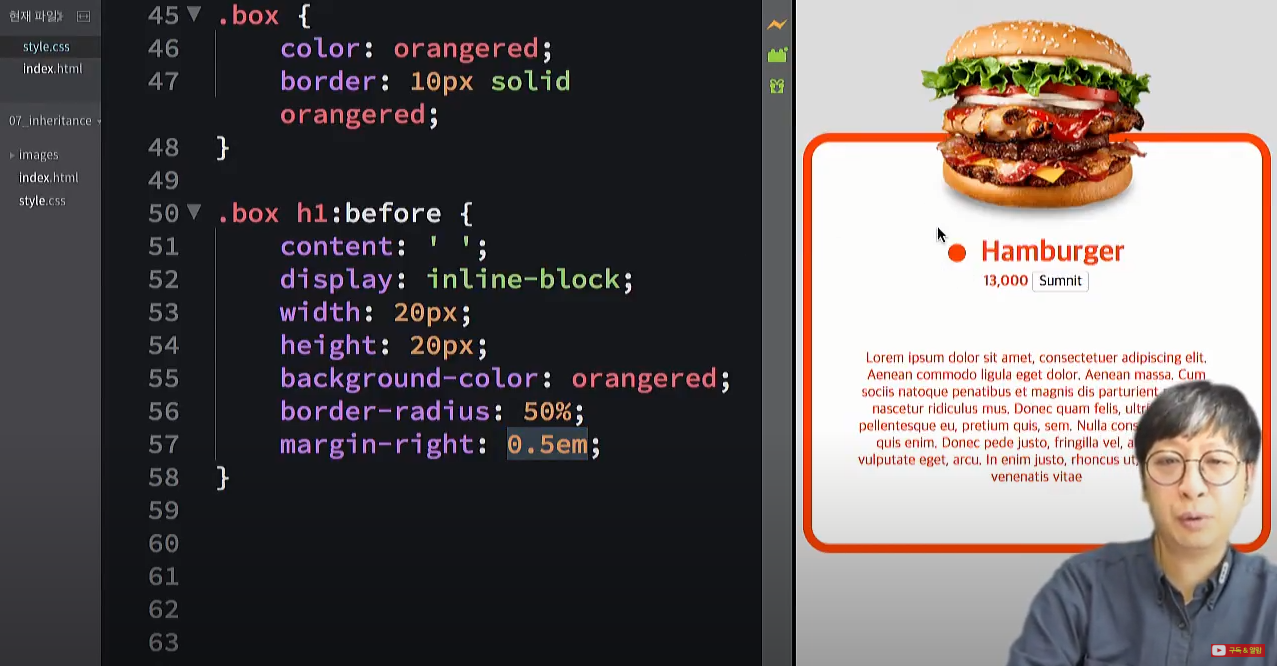 현재 파일
style.css
index.html
07_inheritance
images
index.html
style.css
45 .box {
46 color: orangered;
47 border: 10px solid
orangered;
48 }
49
50 .box h1:before {
51 content: ' ';
52 display: inline-block;
53 width: 20px;
54 height: 20px;
55 background-color: orangered;
56 border-radius: 50%;
57 margin-right: 0.5em;
58 }
59
60
61
62
63
Hamburger
13,000 Sumnit
Lorem ipsum dolor sit amet, consectetuer adipiscing elit.
Aenean commodo ligula eget dolor. Aenean massa. Cum
sociis natoque penatibus et magnis dis parturient
nascetur ridiculus mus. Donec quam felis,
pellentesque eu, pretium quis, sem. Nulla
quis enim. Donec pede justo, fringilla vel,
vulputate eget, arcu. In enim justo, rhoncus ut,
venenatis vitae
구독 & 알림